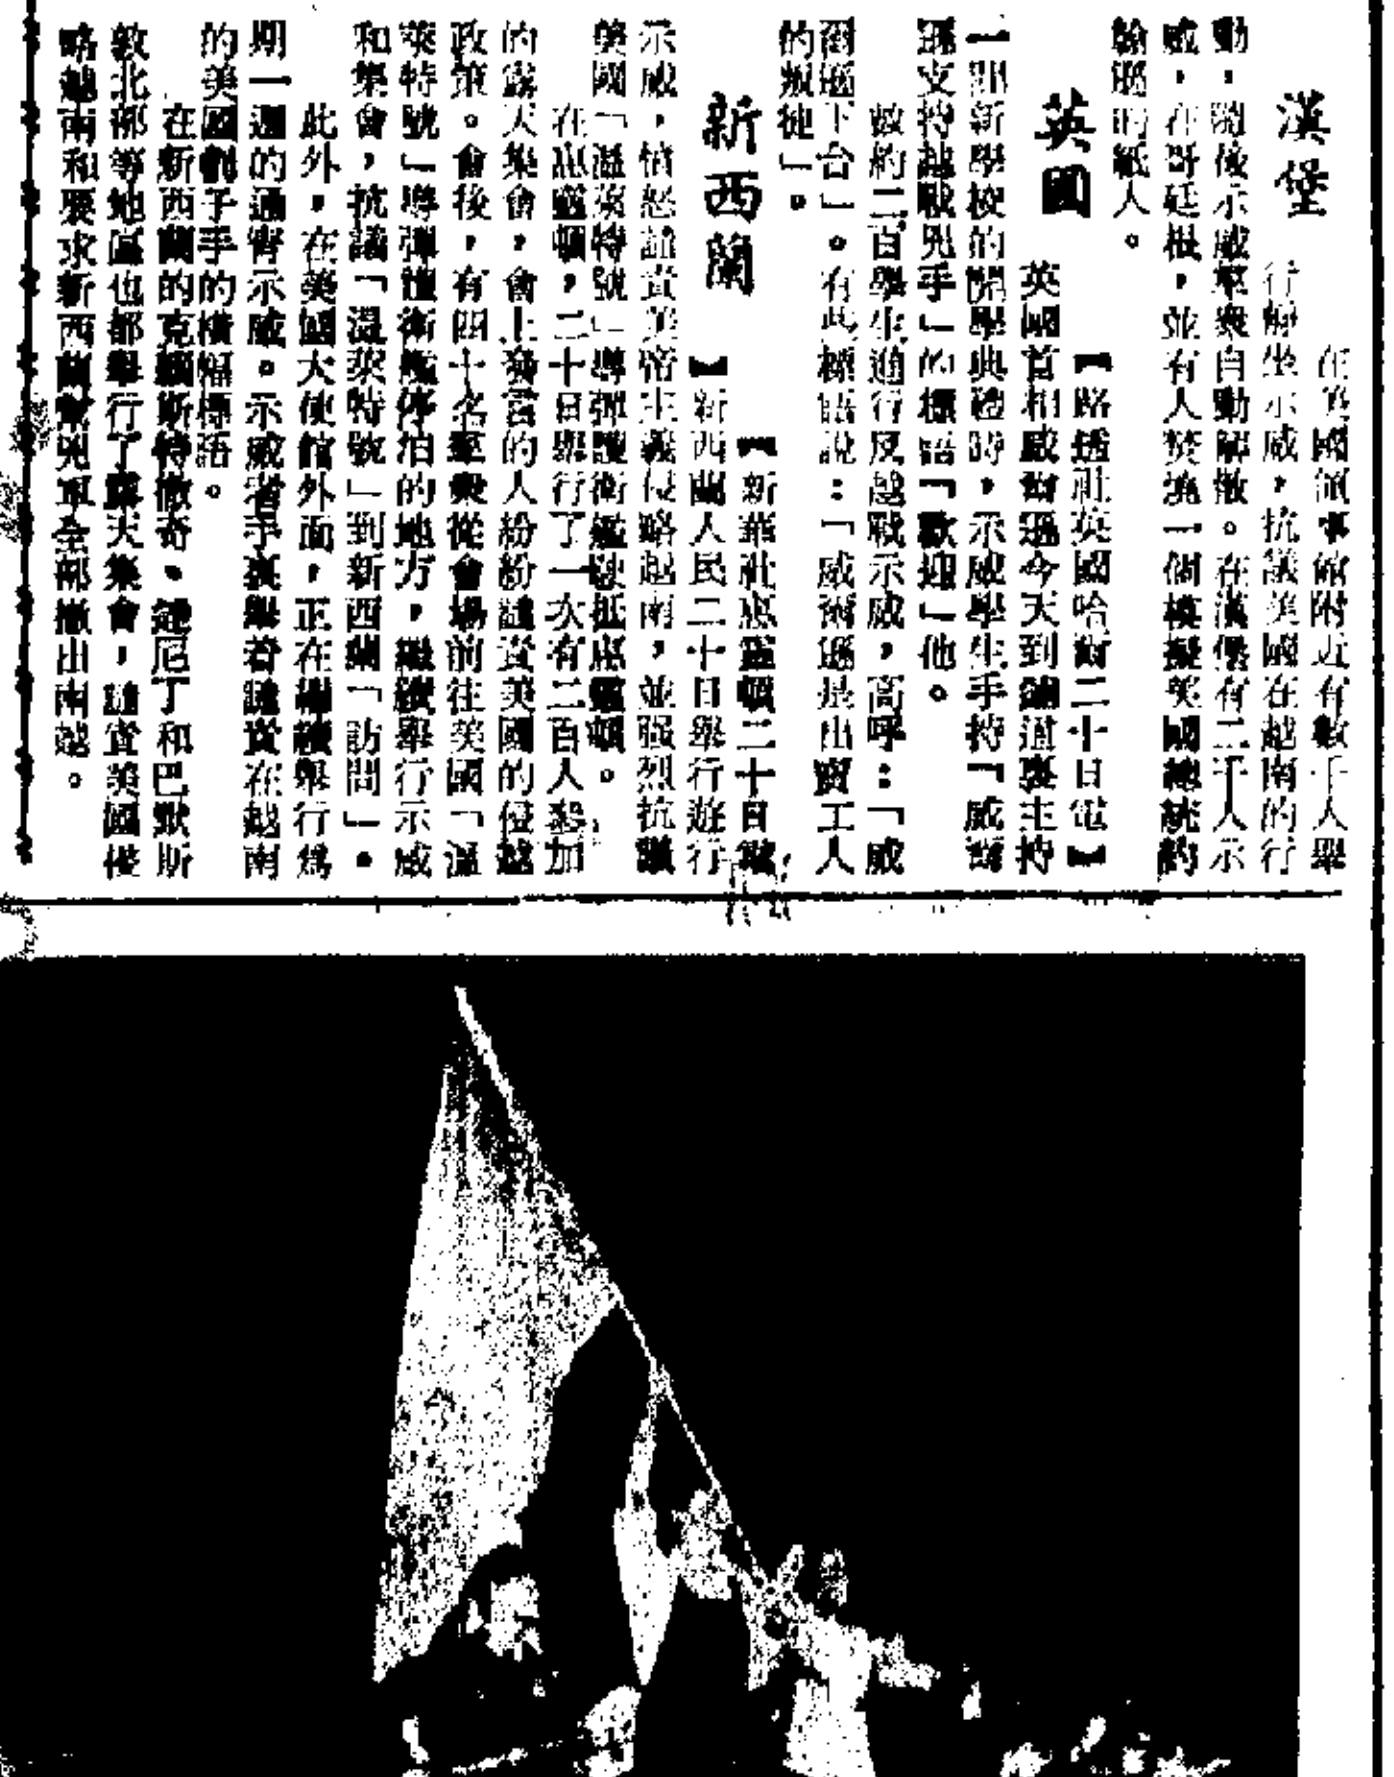 漢堡
在美國領事館附近有數千人舉
行靜坐示威,抗議美國在越南的行
動,隨後示威羣衆自動解散。在漢堡有二千人示
威,在哥廷根,並有人焚燒一個模擬美國總統約
翰遜的紙人。
英國
【路透社英國哈爾二十日電】
英國首相威爾遜今天到鎮道裏主持
一間新學校的開學典禮時,示威學生手持「威爾
遜支持越戰兇手」的標語「歡迎」他。
數約二百學生遊行反越戰示威,高呼:「威
爾遜下台」。有些標語說:「威爾遜是出賣工人
的叛徒」。
新西蘭
【新華社惠靈頓二十日電
】新西蘭人民二十日舉行遊行
示威,憤怒譴責美帝主義侵略越南,並強烈抗議
美國「溫萊特號」導彈護衛艦駛抵惠靈頓。
在惠靈頓,二十日舉行了一次有二百人參加
的露天集會,會上發言的人紛紛譴責美國的侵越
政策。會後,有四十名羣衆從會場前往美國「溫
萊特號」導彈護衛艦停泊的地方,繼續舉行示威
和集會,抗議「溫萊特號」到新西蘭「訪問」。
此外,在美國大使館外面,正在繼續舉行爲
期一週的通宵示威。示威者手裏舉着譴責在越南
的美國劊子手的橫幅標語。
在新西蘭的克賴斯特徹奇、達尼丁和巴默斯
敦北部等地區也都舉行了露天集會,譴責美國侵
略越南和要求新西蘭幫兇軍全部撤出南越。